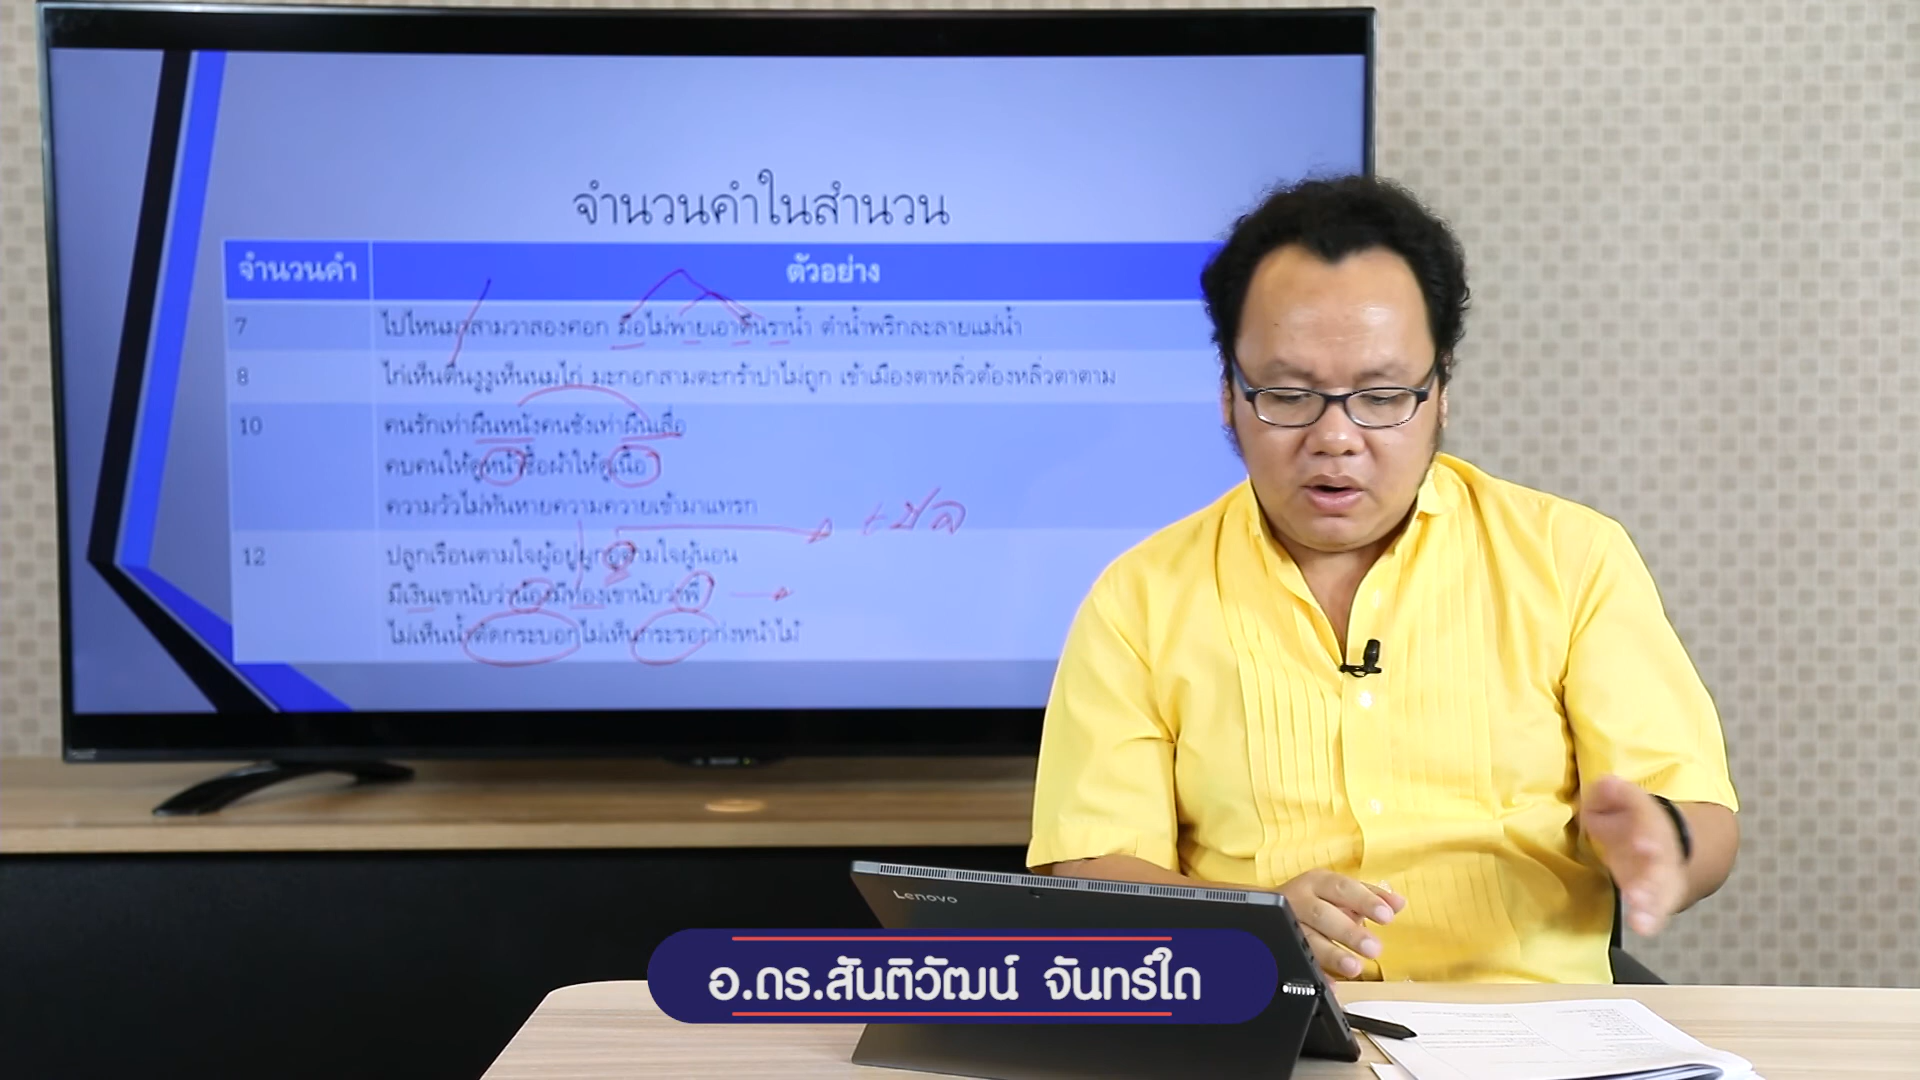 จำนวนคำในสำนวน
จำนวนคำ ตัวอย่าง
7 ไปไหนมาสามวาสองศอก มือไม่พายเอาตีนราน้ำ ตำน้ำพริกละลายแม่น้ำ
8 ไก่เห็นตีนงูงูเห็นนมไก่ มะกอกสามตะกร้าปาไม่ถูก เข้าเมืองตาหลิ่วต้องหลิ่วตาตาม
10 คนรักเท่าผืนหนังคนชังเท่าผืนเสื่อ
คบคนให้ดูหน้าซื้อผ้าให้ดูเนื้อ
ความวัวไม่ทันหายความควายเข้ามาแทรก
12 ปลูกเรือนตามใจผู้อยู่ผูกอู่ตามใจผู้นอน
มีเงินเขานับว่าน้องมีทองเขานับว่าพี่
ไม่เห็นน้ำตัดกระบอกไม่เห็นกระรอกก่งหน้าไม้
Lenovo
อ.ดร.สันติวัฒน์ จันทร์ใด